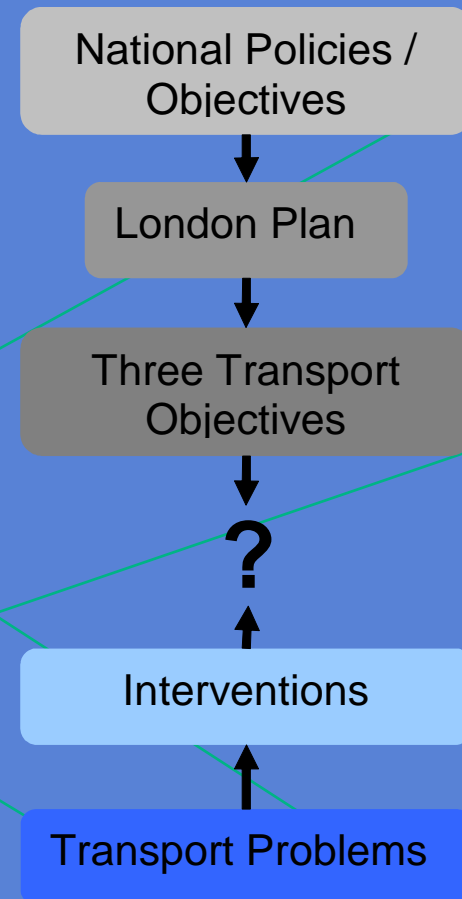 National Policies /
Objectives
London Plan
Three Transport
Objectives
?
Interventions
Transport Problems